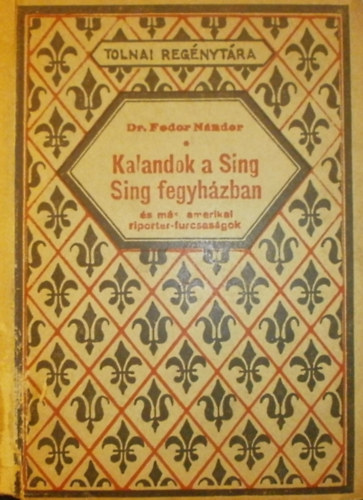 TOLNAI REGÉNYTÁRA
Dr. Fodor Nándor
Kalandok a Sing
Sing fegyházban
és más amerikai
riporter-furcsaságok